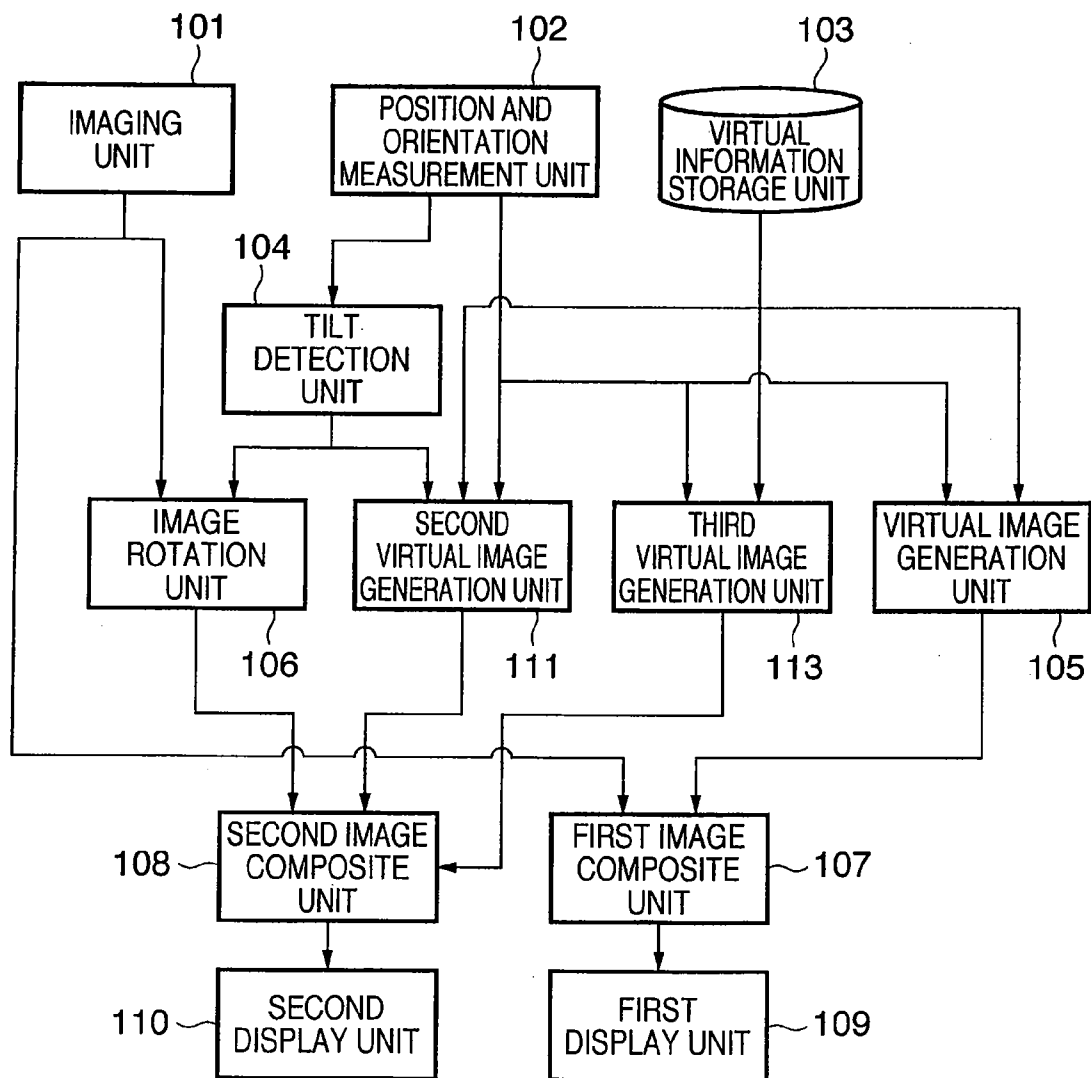 101
102
103
IMAGING
UNIT
POSITION AND
ORIENTATION
MEASUREMENT UNIT
VIRTUAL
INFORMATION
STORAGE UNIT
104
TILT
DETECTION
UNIT
IMAGE
ROTATION
UNIT
SECOND
VIRTUAL IMAGE
GENERATION UNIT
THIRD
VIRTUAL IMAGE
GENERATION UNIT
VIRTUAL IMAGE
GENERATION
UNIT
106
111
113
105
108
SECOND IMAGE
COMPOSITE
UNIT
FIRST IMAGE
COMPOSITE
UNIT
107
110
SECOND
DISPLAY UNIT
FIRST
DISPLAY UNIT
109